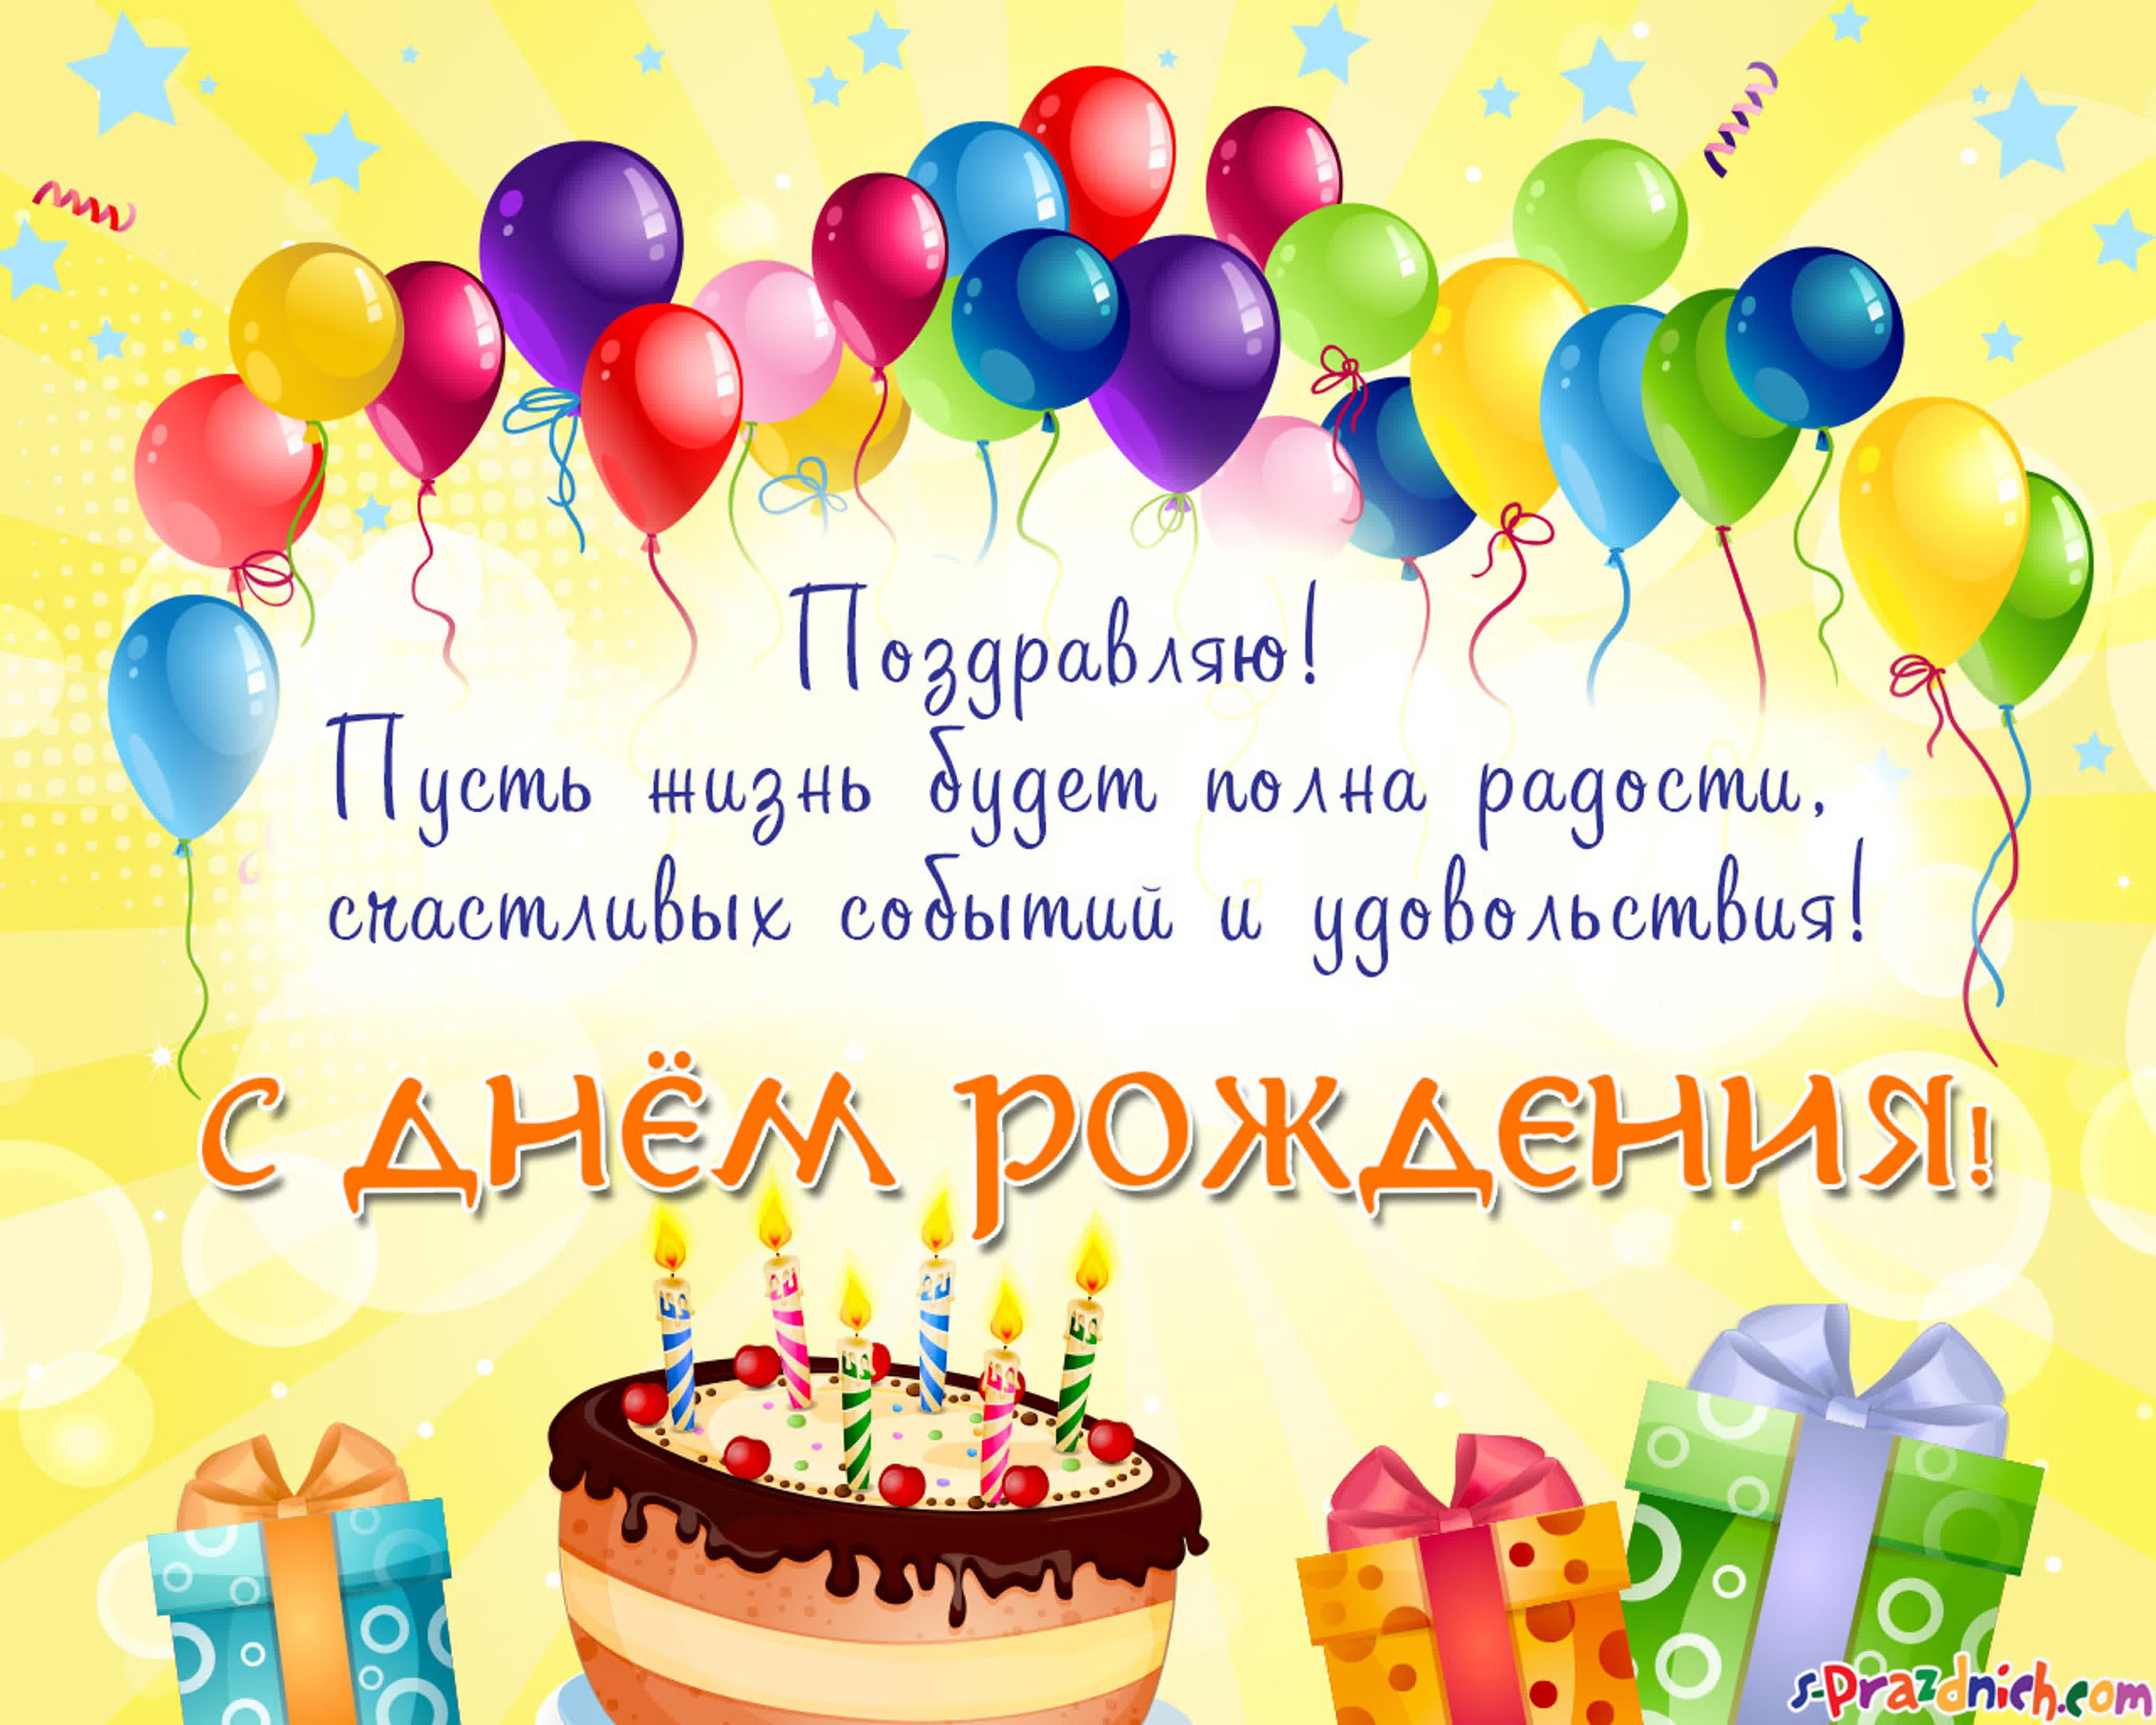 Поздравляю!
Пусть жизнь будет полна радости,
счастливых событий и удовольствия!
С ДНЁМ РОЖДЕНИЯ!
s-Prazdnich.com